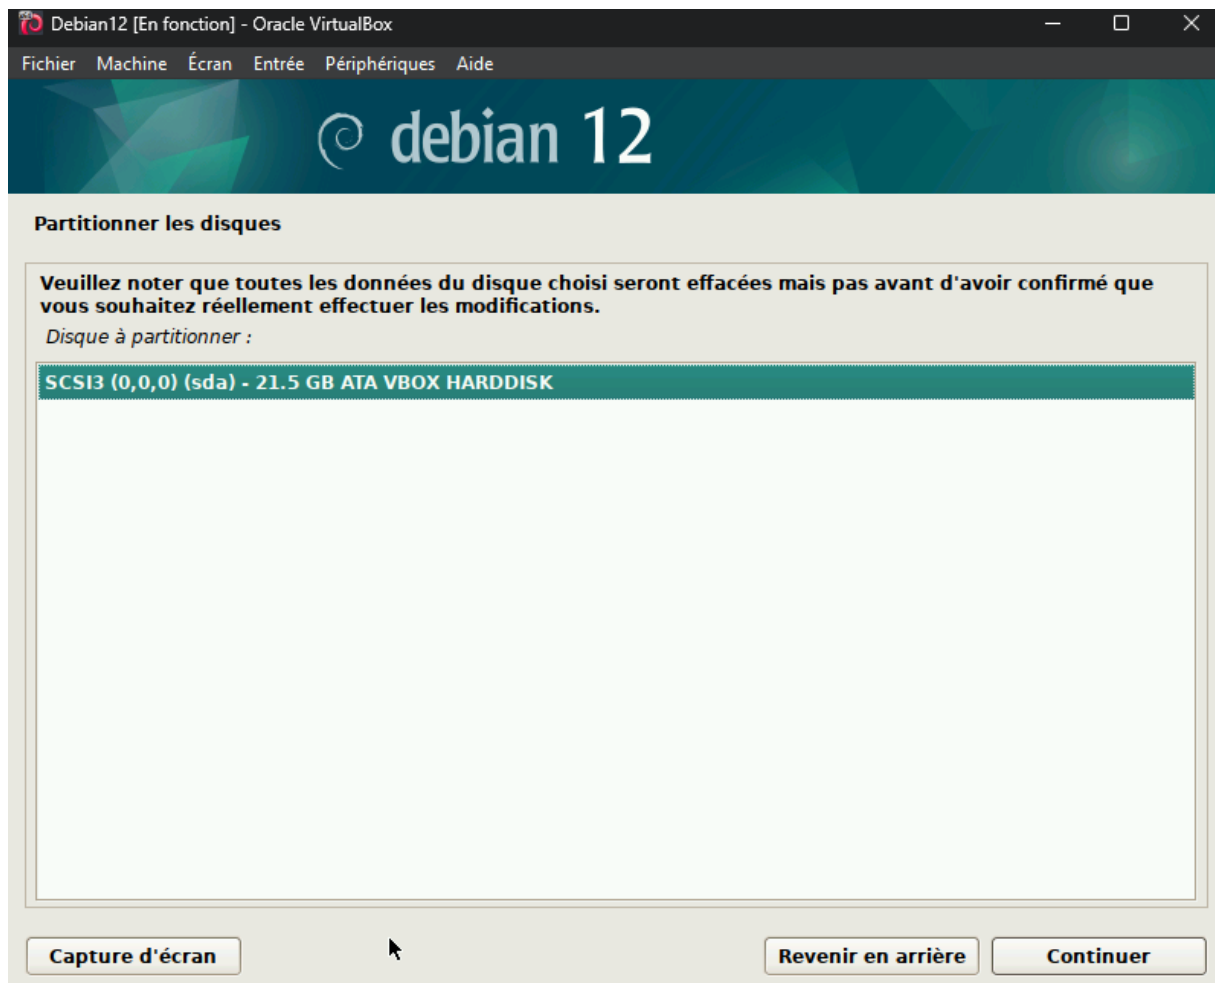 Debian12 [En fonction] - Oracle VirtualBox
Fichier Machine Écran Entrée Périphériques Aide
debian 12
Partitionner les disques
Veuillez noter que toutes les données du disque choisi seront effacées mais pas avant d'avoir confirmé que
vous souhaitez réellement effectuer les modifications.
Disque à partitionner :
SCSI3 (0,0,0) (sda) - 21.5 GB ATA VBOX HARDDISK
Capture d'écran Revenir en arrière Continuer